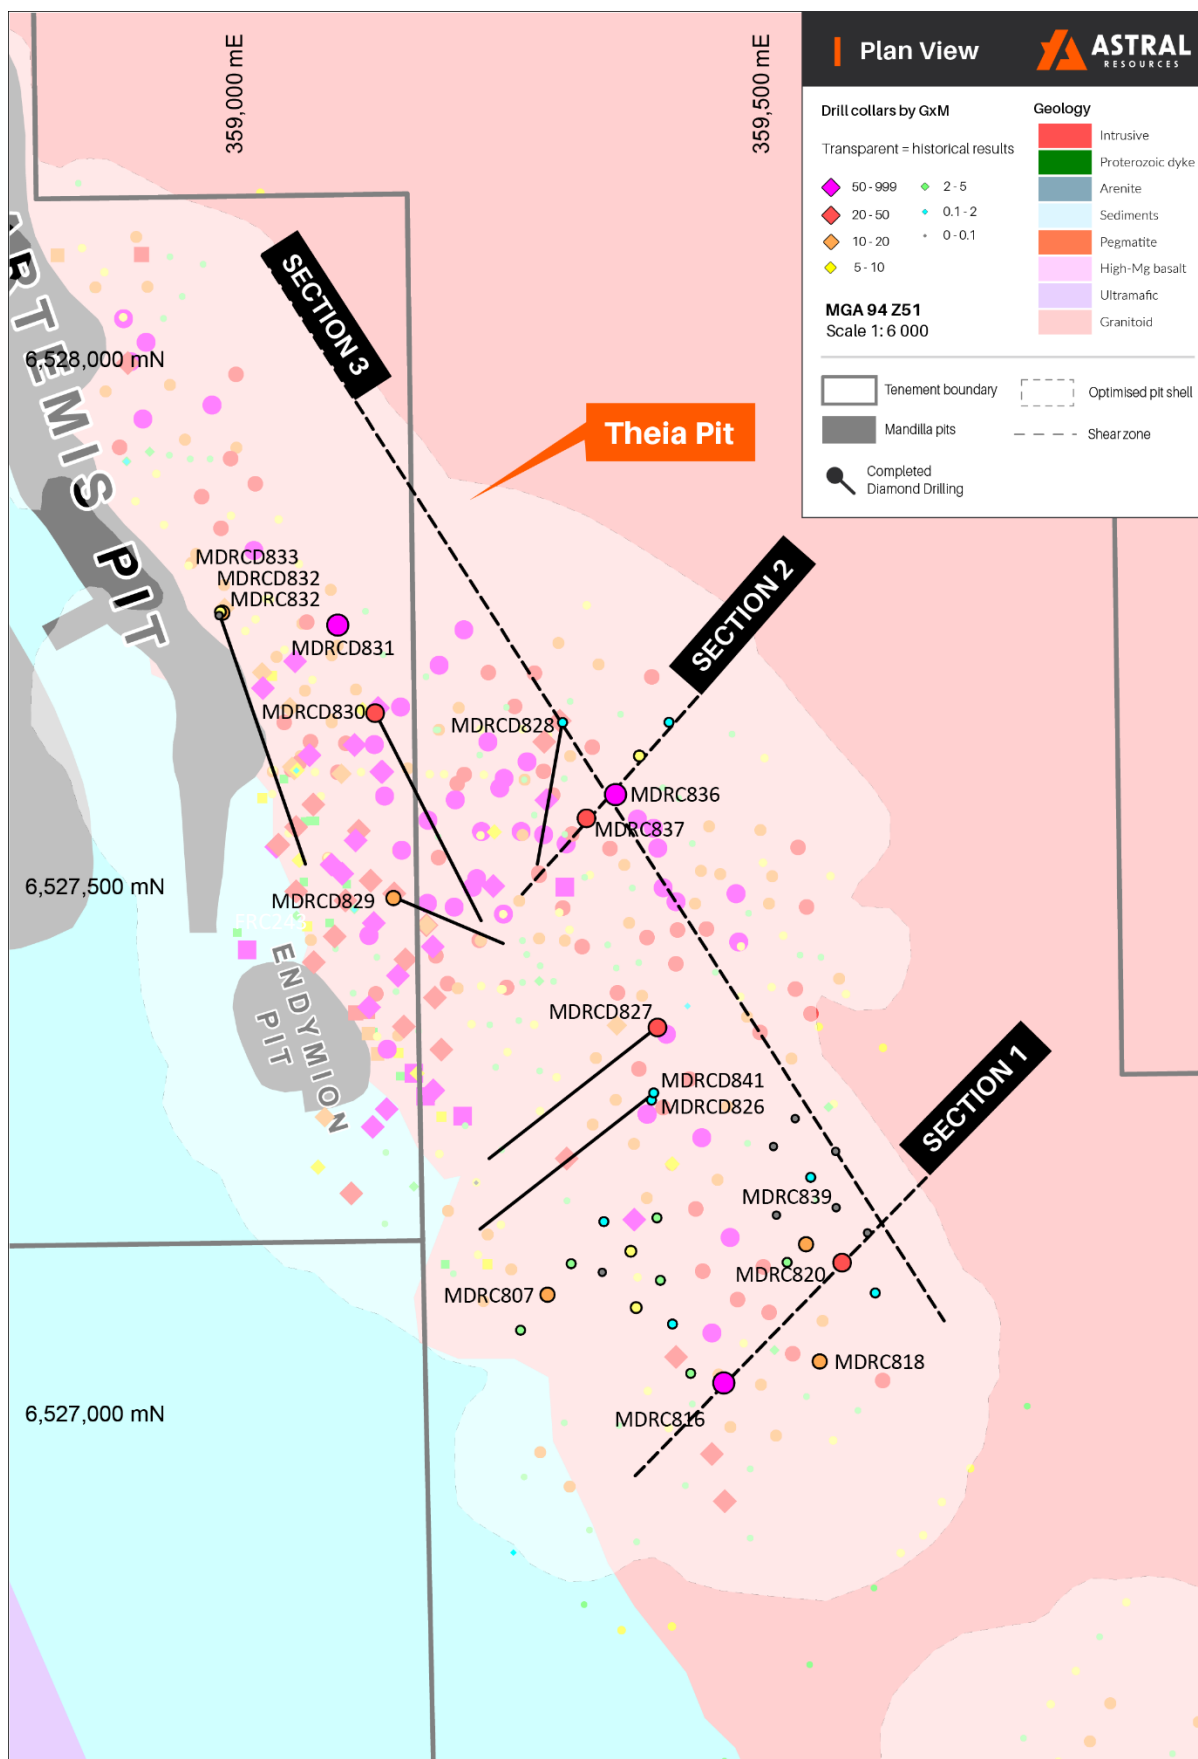 Plan View
ASTRAL
RESOURCES
Drill collars by GxM
Transparent = historical results
50 - 999
20 - 50
10 - 20
5 - 10
2 - 5
0.1 - 2
0 - 0.1
MGA 94 Z51
Scale 1: 6 000
Geology
Intrusive
Proterozoic dyke
Arenite
Sediments
Pegmatite
High-Mg basalt
Ultramafic
Granitoid
Tenement boundary
Optimised pit shell
Mandilla pits
Shear zone
Completed
Diamond Drilling
359,000 mE
359,500 mE
SECTION 3
6,528,000 mN
ARTEMIS PIT
Theia Pit
MDRCD833
MDRCD832
MDRC832
MDRCD831
SECTION 2
MDRCD830
MDRCD828
MDRC836
MDRC837
6,527,500 mN
MDRCD829
FRC243
ENDYMION
PIT
MDRCD827
SECTION 1
MDRCD841
MDRCD826
MDRC839
MDRC820
MDRC807
MDRC818
6,527,000 mN
MDRC816